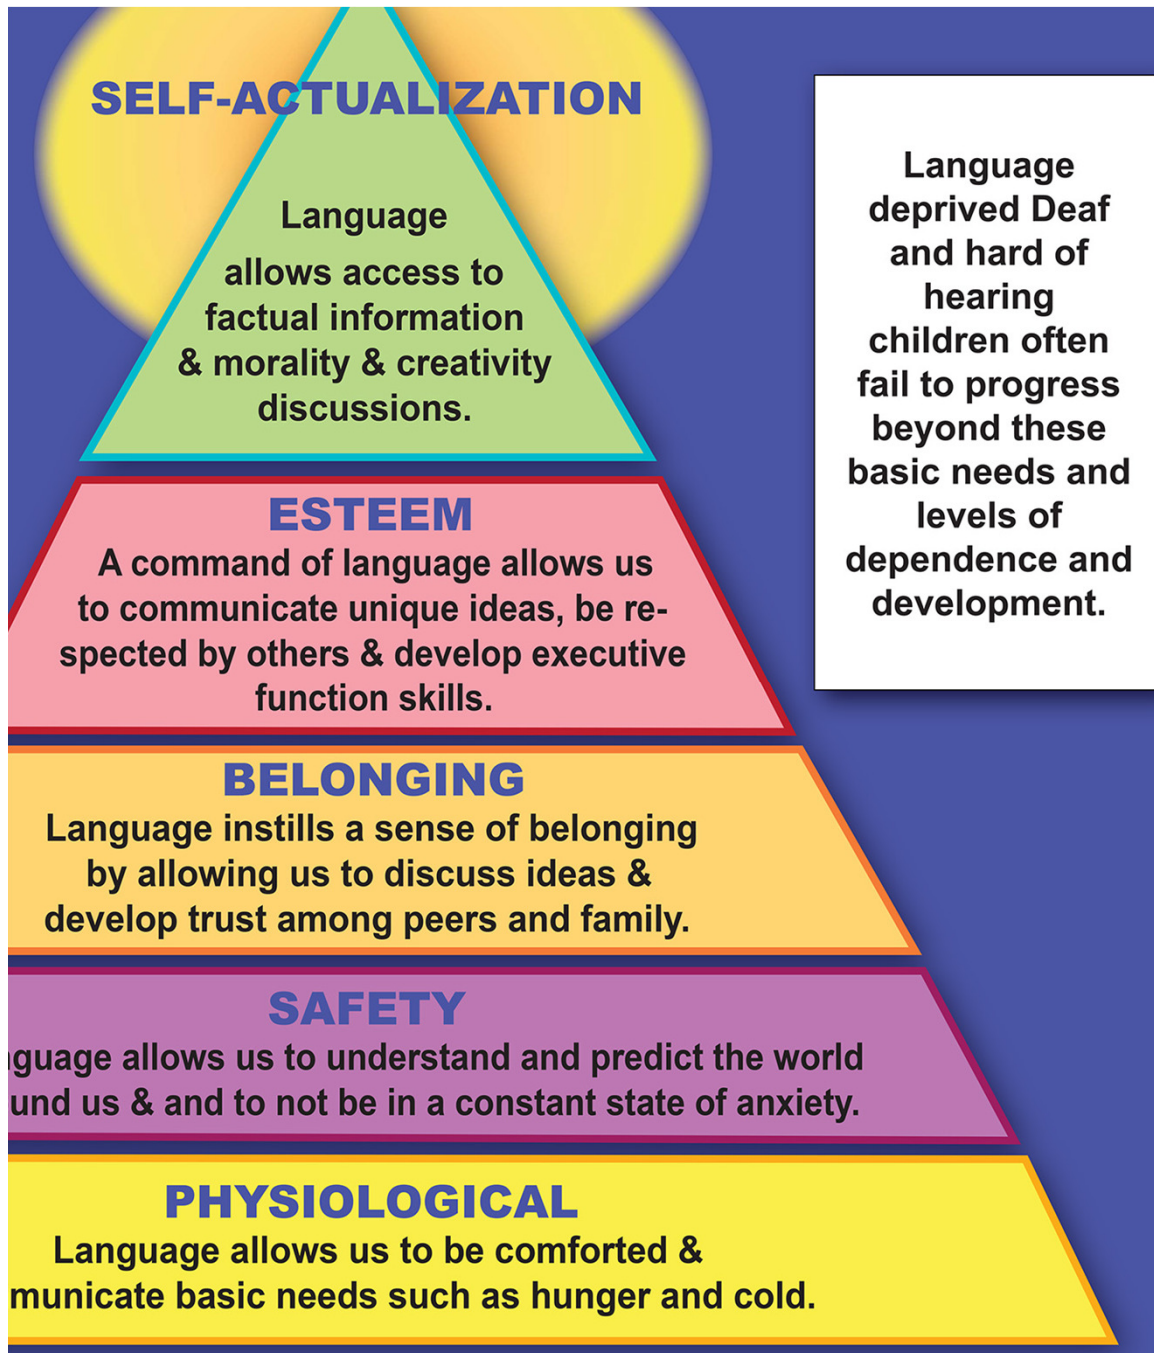 SELF-ACTUALIZATION
Language
allows access to
factual information
& morality & creativity
discussions.
ESTEEM
A command of language allows us
to communicate unique ideas, be re-
spected by others & develop executive
function skills.
BELONGING
Language instills a sense of belonging
by allowing us to discuss ideas &
develop trust among peers and family.
SAFETY
guage allows us to understand and predict the world
und us & and to not be in a constant state of anxiety.
PHYSIOLOGICAL
Language allows us to be comforted &
municate basic needs such as hunger and cold.
Language
deprived Deaf
and hard of
hearing
children often
fail to progress
beyond these
basic needs and
levels of
dependence and
development.